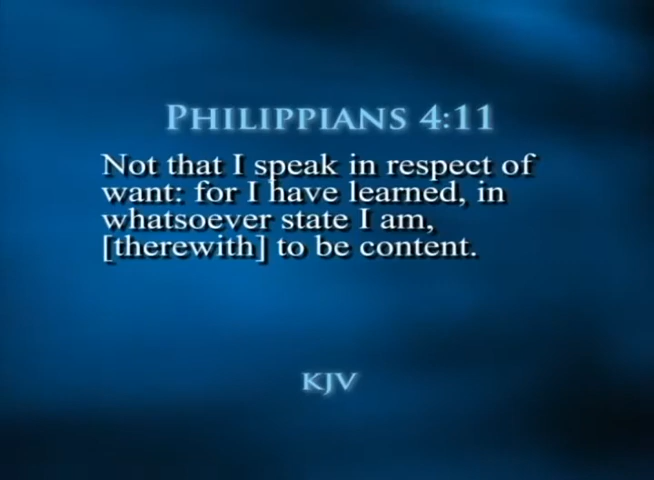 Philippians 4:11
Not that I speak in respect of
want: for I have learned, in
whatsoever state I am,
[therewith] to be content.
KJV